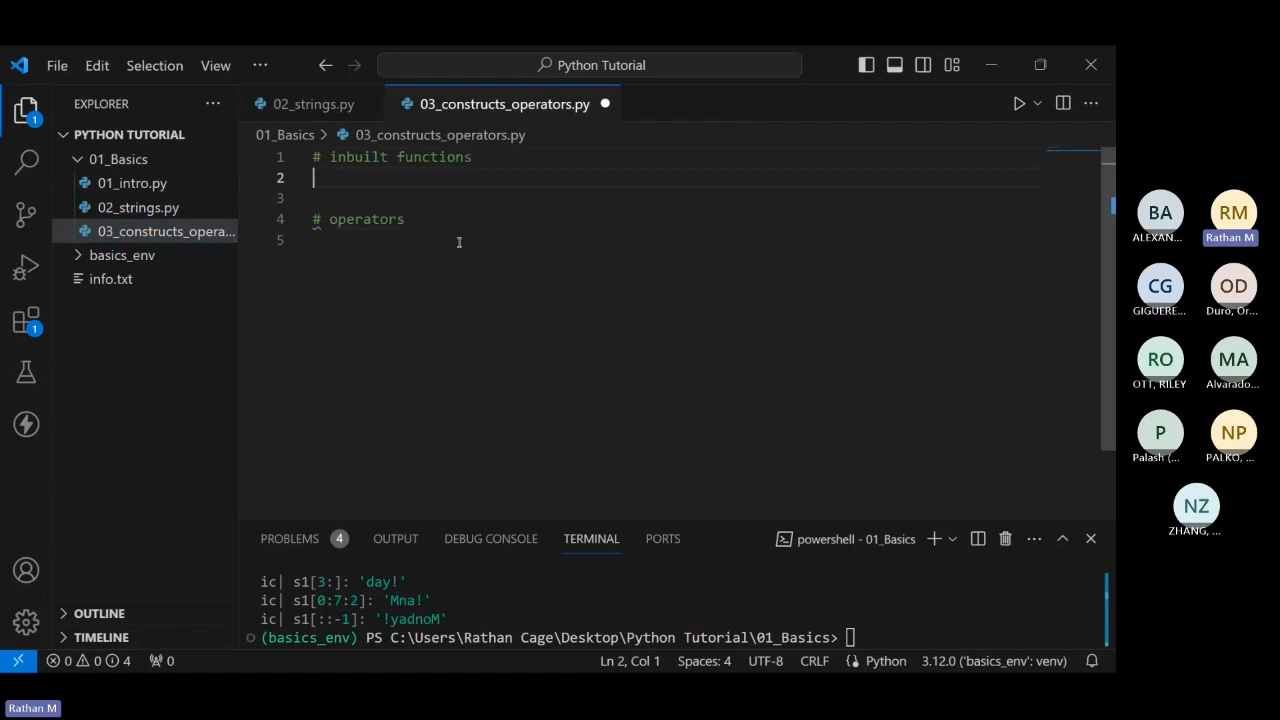 File Edit Selection View ··· Python Tutorial
EXPLORER ···
02_strings.py
03_constructs_operators.py
PYTHON TUTORIAL
01_Basics
01_intro.py
02_strings.py
03_constructs_opera...
basics_env
info.txt
OUTLINE
TIMELINE
1
1
01_Basics > 03_constructs_operators.py
1 # inbuilt functions
2
3
4 # operators
5
PROBLEMS 4 OUTPUT DEBUG CONSOLE TERMINAL PORTS powershell - 01_Basics
ic| s1[3:]: 'day!'
ic| s1[0:7:2]: 'Mna!'
ic| s1[::-1]: '!yadnoM'
(basics_env) PS C:\Users\Rathan Cage\Desktop\Python Tutorial\01_Basics>
0 0 4 0 Ln 2, Col 1 Spaces: 4 UTF-8 CRLF Python 3.12.0 ('basics_env': venv)
BA
ALEXAN...
RM
Rathan M
CG
GIGUERE...
OD
Duro, Or...
RO
OTT, RILEY
MA
Alvarado...
P
Palash (...
NP
PALKO, ...
NZ
ZHANG, ...
Rathan M